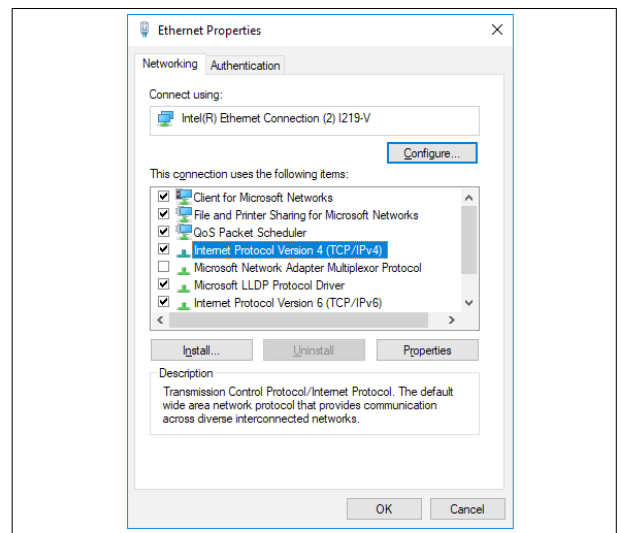 Ethernet Properties
Networking
Authentication
Connect using:
Intel(R) Ethernet Connection (2) I219-V
Configure...
This connection uses the following items:
Client for Microsoft Networks
File and Printer Sharing for Microsoft Networks
QoS Packet Scheduler
Internet Protocol Version 4 (TCP/IPv4)
Microsoft Network Adapter Multiplexor Protocol
Microsoft LLDP Protocol Driver
Internet Protocol Version 6 (TCP/IPv6)
Install...
Uninstall
Properties
Description
Transmission Control Protocol/Internet Protocol. The default
wide area network protocol that provides communication
across diverse interconnected networks.
OK
Cancel